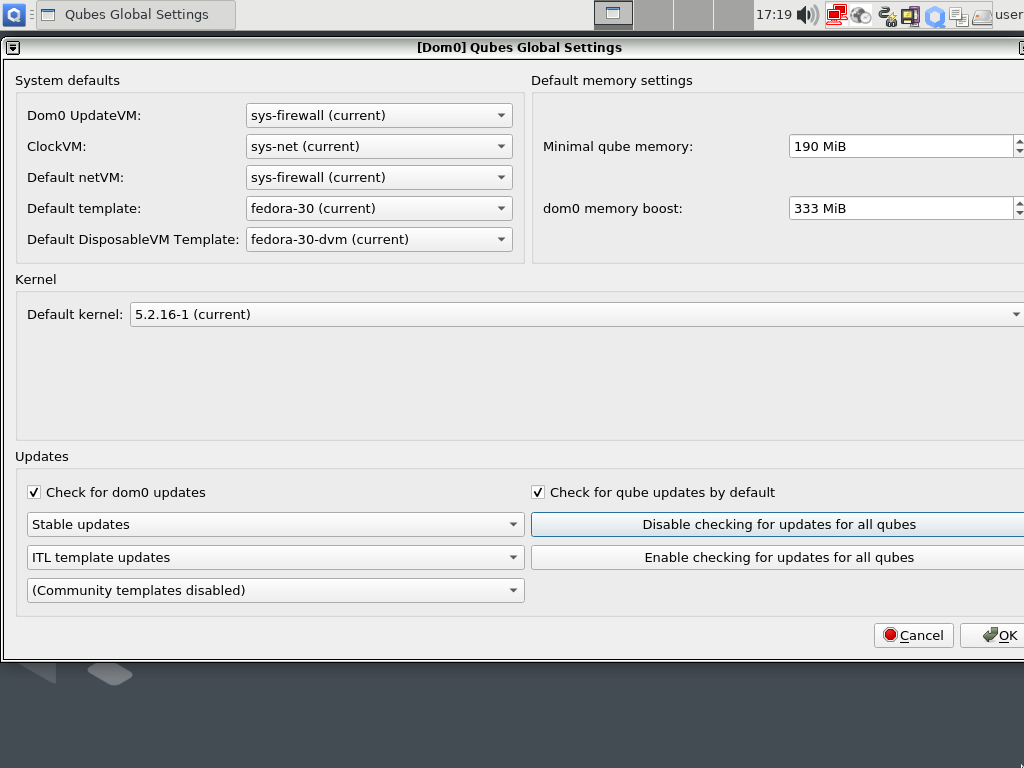 Qubes Global Settings
17:19
user
[Dom0] Qubes Global Settings
System defaults
Dom0 UpdateVM: sys-firewall (current)
ClockVM: sys-net (current)
Default netVM: sys-firewall (current)
Default template: fedora-30 (current)
Default DisposableVM Template: fedora-30-dvm (current)
Default memory settings
Minimal qube memory: 190 MiB
dom0 memory boost: 333 MiB
Kernel
Default kernel: 5.2.16-1 (current)
Updates
Check for dom0 updates
Check for qube updates by default
Stable updates
Disable checking for updates for all qubes
ITL template updates
Enable checking for updates for all qubes
(Community templates disabled)
Cancel
OK